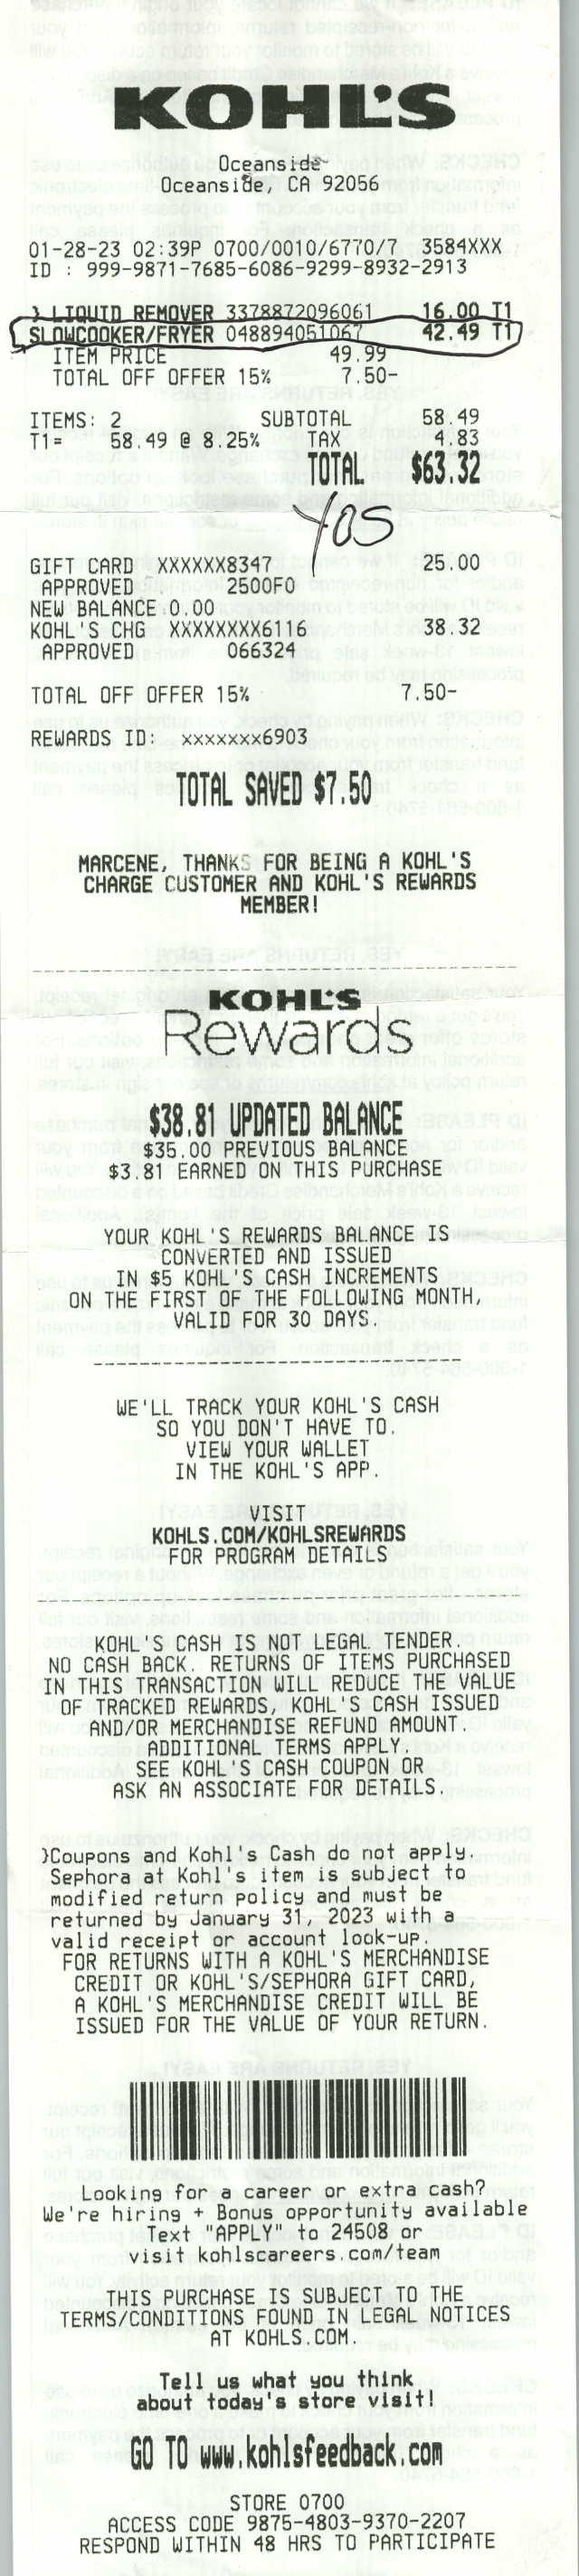 KOHL'S
Oceanside
Oceanside, CA 92056
01-28-23 02:39P 0700/0010/6770/7 3584XXX
ID : 999-9871-7685-6086-9299-8932-2913
} LIQUID REMOVER 3378872096061 16.00 T1
SLOWCOOKER/FRYER 048894051067 42.49 T1
ITEM PRICE 49.99
TOTAL OFF OFFER 15% 7.50-
ITEMS: 2 SUBTOTAL 58.49
T1= 58.49 @ 8.25% TAX 4.83
TOTAL $63.32
GIFT CARD XXXXXX8347 25.00
APPROVED 2500F0
NEW BALANCE:0.00
KOHL'S CHG XXXXXXXX6116 38.32
APPROVED 066324
TOTAL OFF OFFER 15% 7.50-
REWARDS ID: xxxxxxx6903
TOTAL SAVED $7.50
MARCENE, THANKS FOR BEING A KOHL'S
CHARGE CUSTOMER AND KOHL'S REWARDS
MEMBER!
KOHL'S
Rewards
$38.81 UPDATED BALANCE
$35.00 PREVIOUS BALANCE
$3.81 EARNED ON THIS PURCHASE
YOUR KOHL'S REWARDS BALANCE IS
CONVERTED AND ISSUED
IN $5 KOHL'S CASH INCREMENTS
ON THE FIRST OF THE FOLLOWING MONTH,
VALID FOR 30 DAYS.
WE'LL TRACK YOUR KOHL'S CASH
SO YOU DON'T HAVE TO.
VIEW YOUR WALLET
IN THE KOHL'S APP.
VISIT
KOHLS.COM/KOHLSREWARDS
FOR PROGRAM DETAILS
KOHL'S CASH IS NOT LEGAL TENDER.
NO CASH BACK. RETURNS OF ITEMS PURCHASED
IN THIS TRANSACTION WILL REDUCE THE VALUE
OF TRACKED REWARDS, KOHL'S CASH ISSUED
AND/OR MERCHANDISE REFUND AMOUNT.
ADDITIONAL TERMS APPLY.
SEE KOHL'S CASH COUPON OR
ASK AN ASSOCIATE FOR DETAILS.
}Coupons and Kohl's Cash do not apply.
Sephora at Kohl's item is subject to
modified return policy and must be
returned by January 31, 2023 with a
valid receipt or account look-up.
FOR RETURNS WITH A KOHL'S MERCHANDISE
CREDIT OR KOHL'S/SEPHORA GIFT CARD,
A KOHL'S MERCHANDISE CREDIT WILL BE
ISSUED FOR THE VALUE OF YOUR RETURN.
Looking for a career or extra cash?
We're hiring + Bonus opportunity available
Text "APPLY" to 24508 or
visit kohlscareers.com/team
THIS PURCHASE IS SUBJECT TO THE
TERMS/CONDITIONS FOUND IN LEGAL NOTICES
AT KOHLS.COM.
Tell us what you think
about today's store visit!
GO TO www.kohlsfeedback.com
STORE 0700
ACCESS CODE 9875-4803-9370-2207
RESPOND WITHIN 48 HRS TO PARTICIPATE